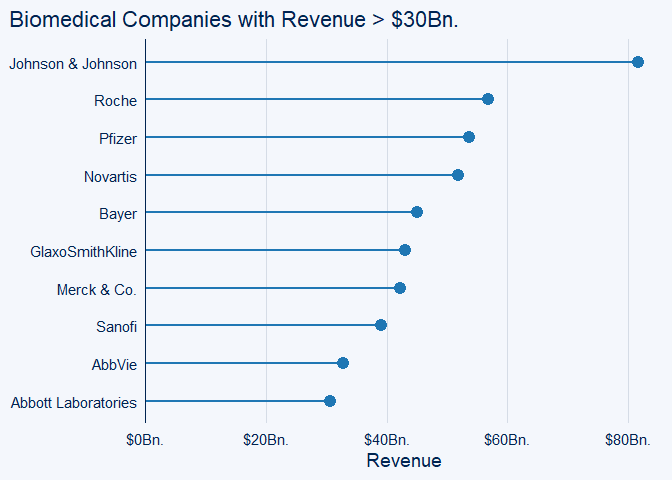 Biomedical Companies with Revenue > $30Bn.
Johnson & Johnson
Roche
Pfizer
Novartis
Bayer
GlaxoSmithKline
Merck & Co.
Sanofi
AbbVie
Abbott Laboratories
$0Bn. $20Bn. $40Bn. $60Bn. $80Bn.
Revenue